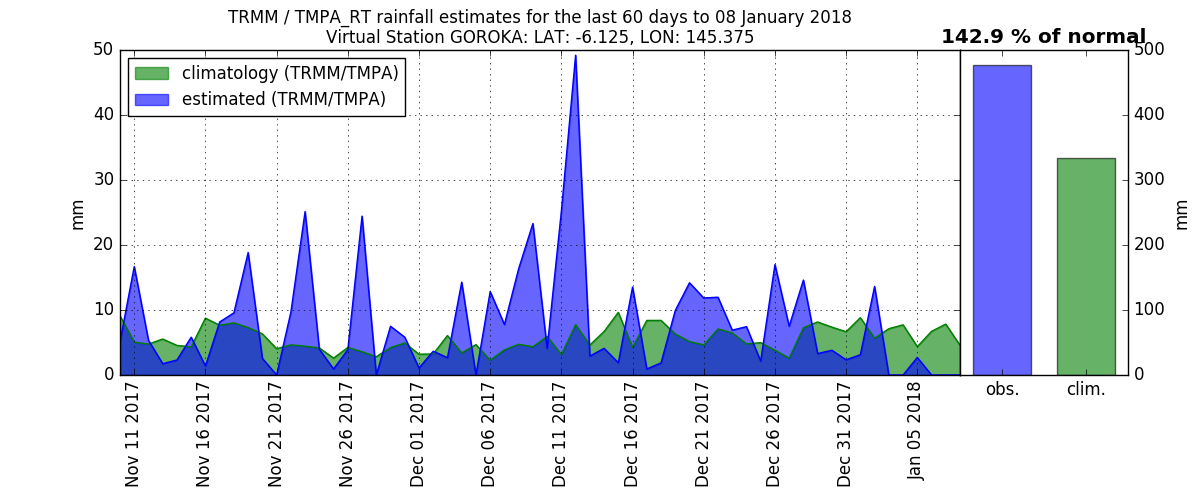 TRMM / TMPA_RT rainfall estimates for the last 60 days to 08 January 2018
Virtual Station GOROKA: LAT: -6.125, LON: 145.375
142.9 % of normal
climatology (TRMM/TMPA)
estimated (TRMM/TMPA)
50
40
30
20
10
0
mm
Nov 11 2017
Nov 16 2017
Nov 21 2017
Nov 26 2017
Dec 01 2017
Dec 06 2017
Dec 11 2017
Dec 16 2017
Dec 21 2017
Dec 26 2017
Dec 31 2017
Jan 05 2018
obs.
clim.
500
400
300
200
100
0
mm